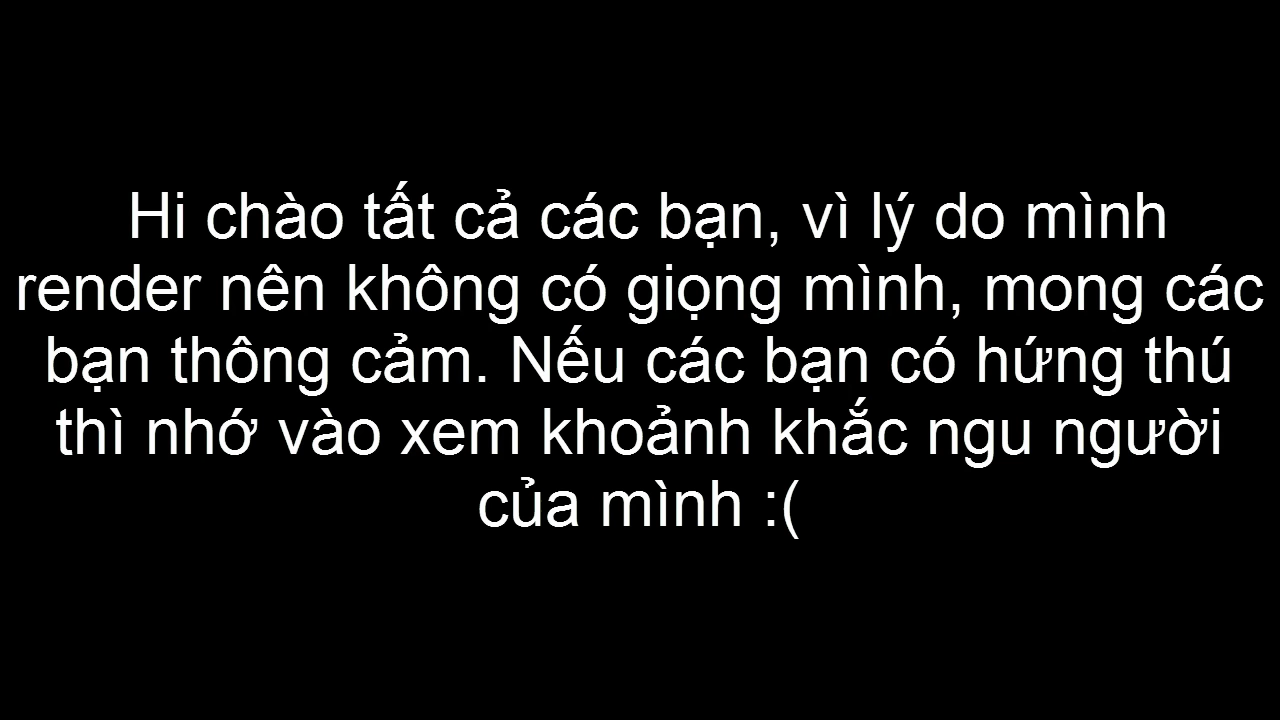 Hi chào tất cả các bạn, vì lý do mình
render nên không có giọng mình, mong các
bạn thông cảm. Nếu các bạn có hứng thú
thì nhớ vào xem khoảnh khắc ngu người
của mình :(